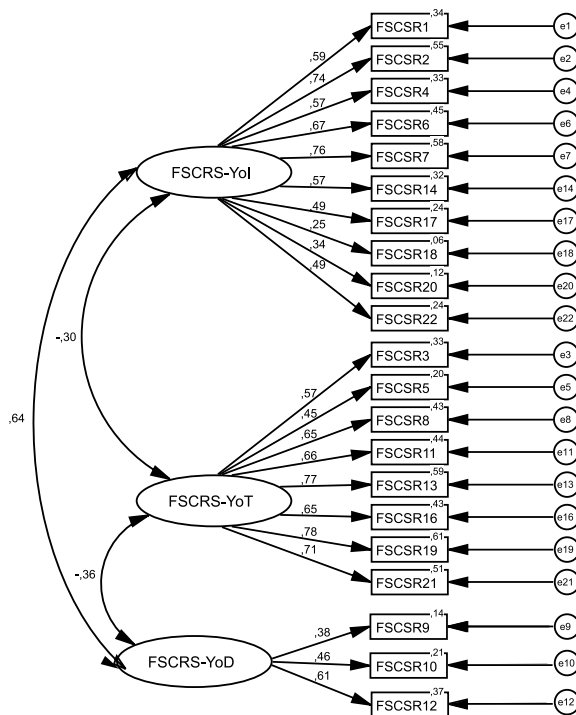 ,34
FSCSR1
e1
,59
,55
FSCSR2
e2
,74
,33
FSCSR4
e4
,57
,45
FSCSR6
e6
,67
,58
FSCSR7
e7
,76
FSCRS-YoI
,32
FSCSR14
e14
,57
,24
FSCSR17
e17
,49
,06
FSCSR18
e18
,25
,12
FSCSR20
e20
,34
,24
FSCSR22
e22
,49
-,30
,33
FSCSR3
e3
,57
,20
FSCSR5
e5
,45
,64
,43
FSCSR8
e8
,65
,44
FSCSR11
e11
,66
,59
FSCSR13
e13
,77
FSCRS-YoT
,43
FSCSR16
e16
,65
,61
FSCSR19
e19
,78
,51
FSCSR21
e21
,71
-,36
,14
FSCSR9
e9
,38
FSCRS-YoD
,21
FSCSR10
e10
,46
,37
FSCSR12
e12
,61